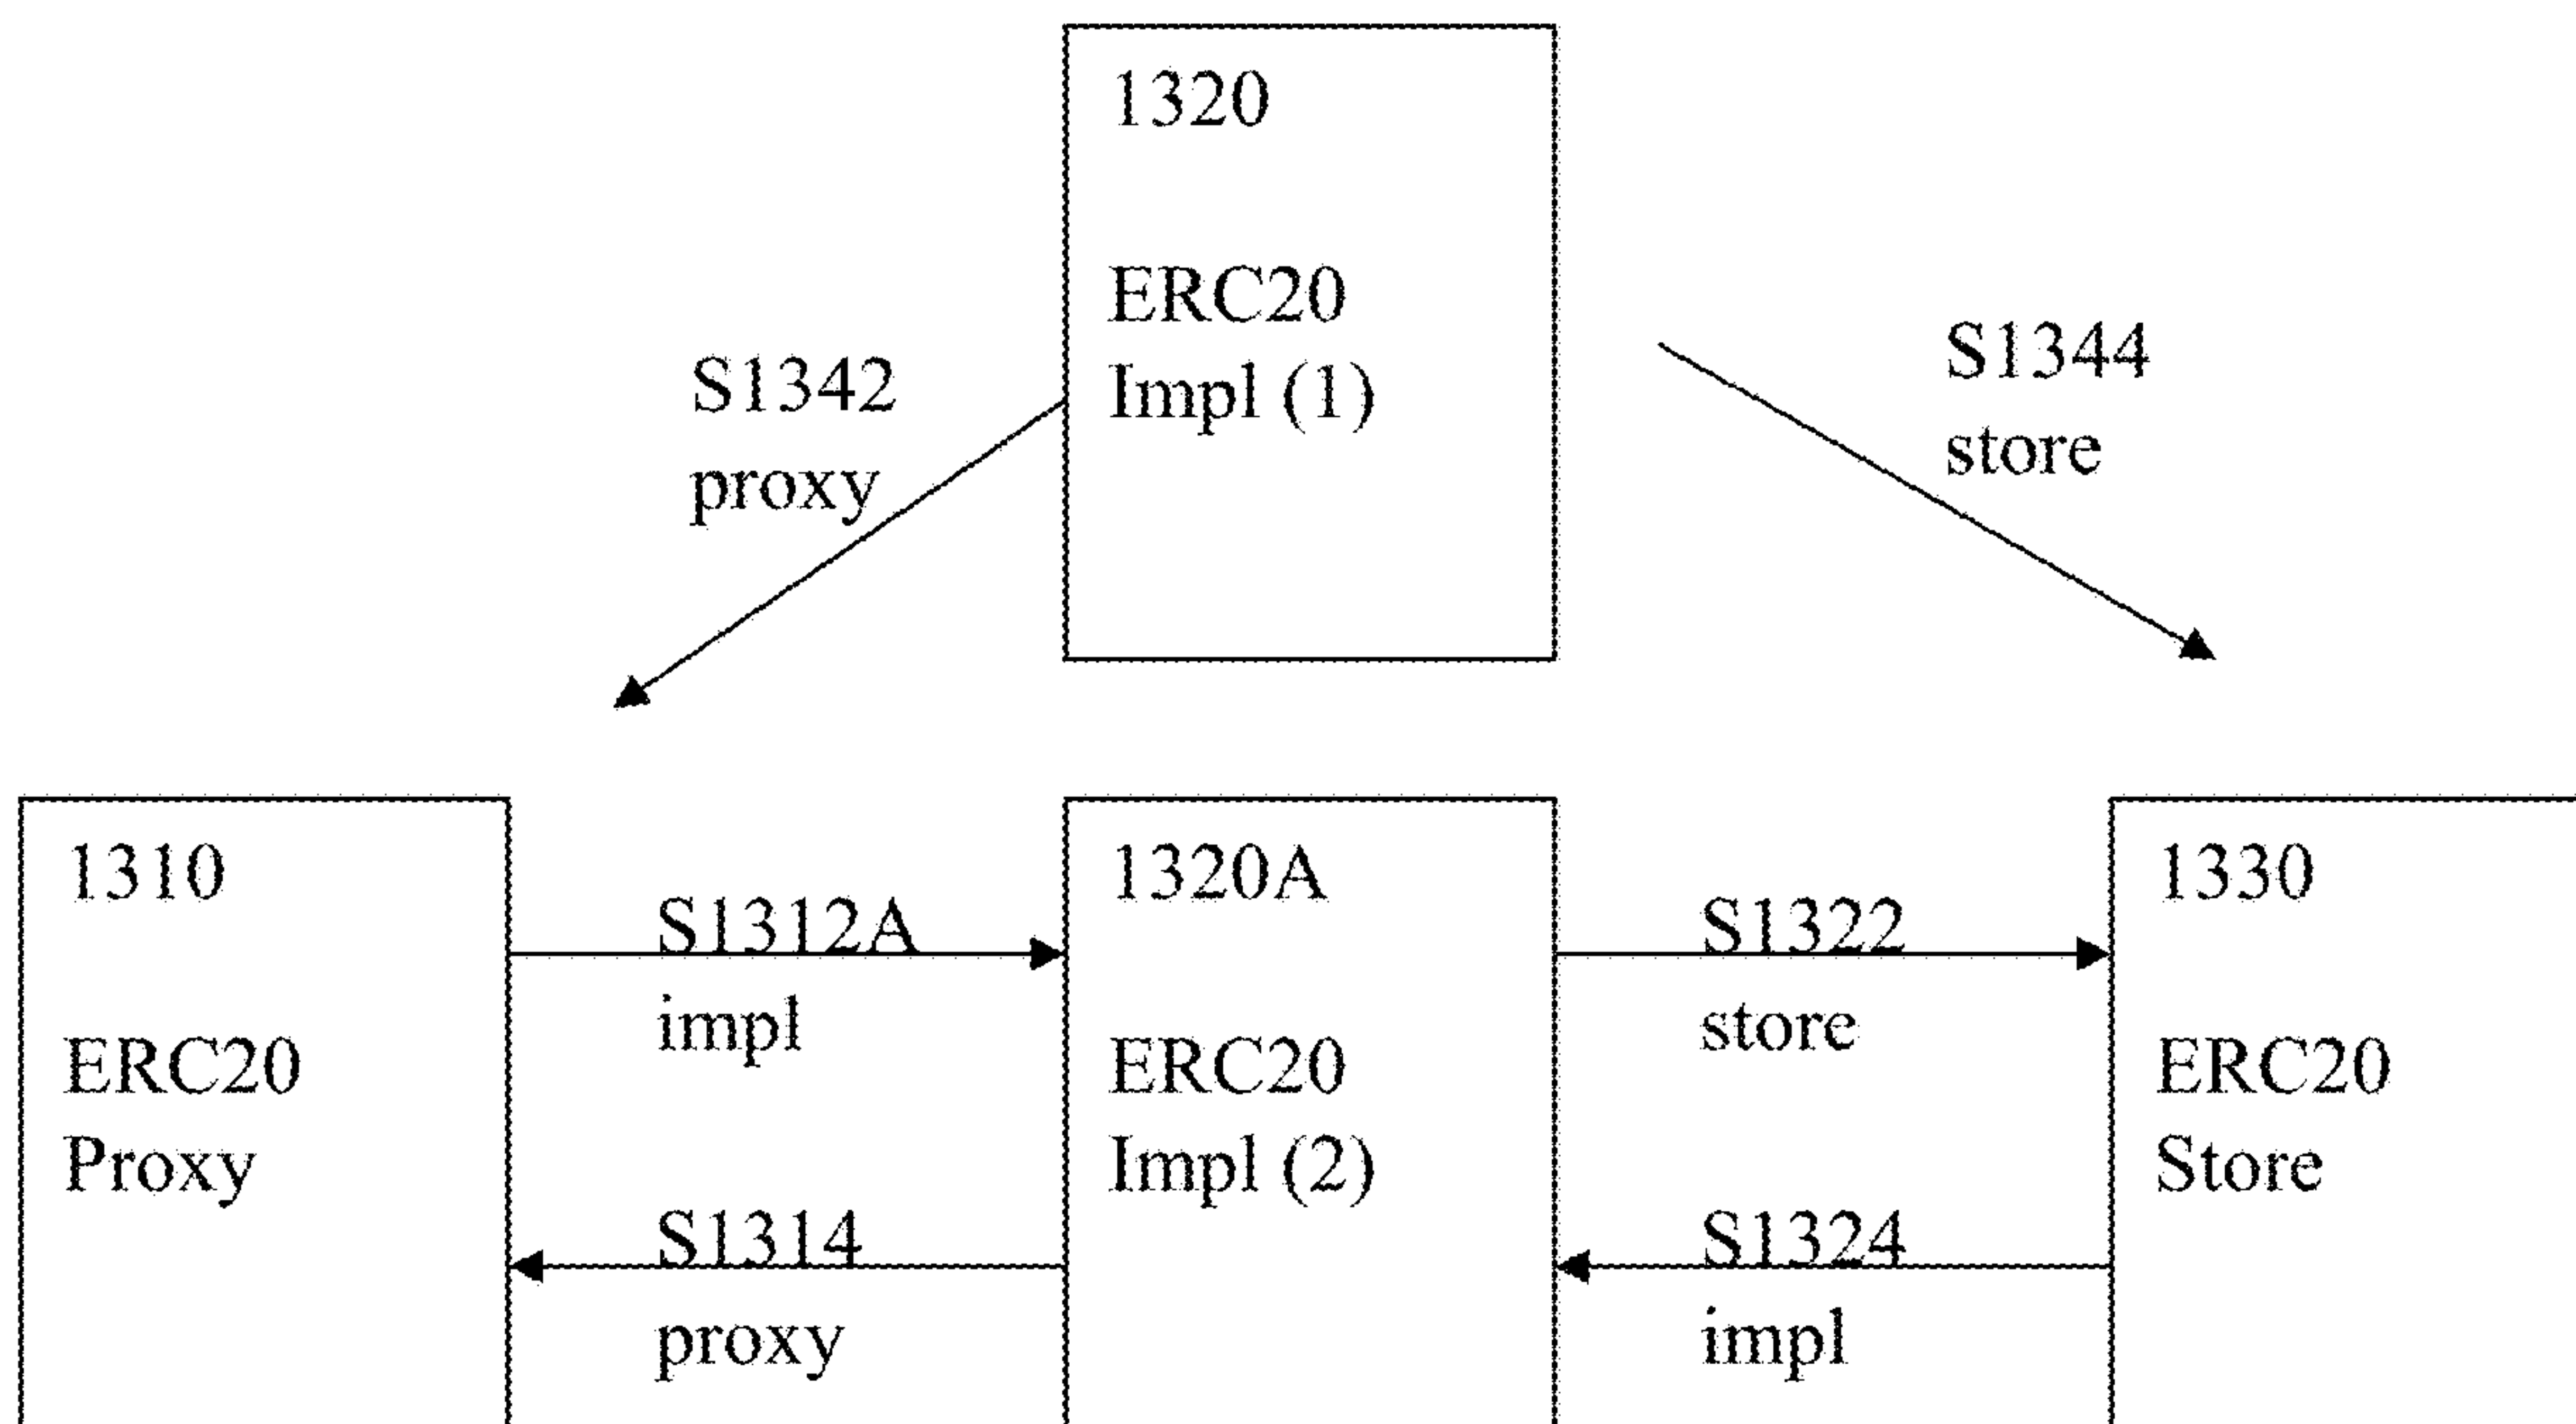 1320
ERC20
Impl (1)
S1342
proxy
S1344
store
1310
ERC20
Proxy
S1312A
impl
S1314
proxy
1320A
ERC20
Impl (2)
S1322
store
S1324
impl
1330
ERC20
Store